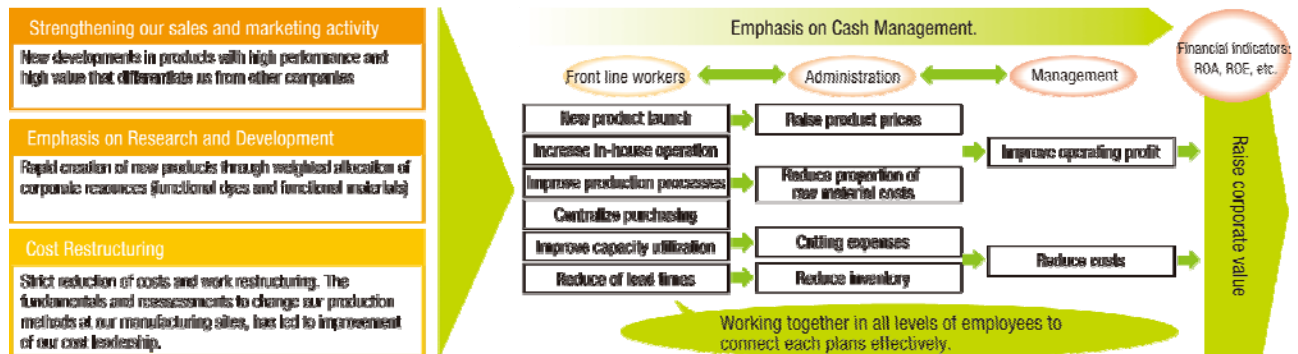 Strengthening our sales and marketing activity
New developments in products with high performance and
high value that differentiate us from other companies
Emphasis on Research and Development
Rapid creation of new products through weighted allocation of
corporate resources (functional dyes and functional materials)
Cost Restructuring
Strict reduction of costs and work restructuring. The
fundamentals and reassessments to change our production
methods at our manufacturing sites, has led to improvement
of our cost leadership.
Emphasis on Cash Management.
Financial indicators:
ROA, ROE, etc.
Front line workers
Administration
Management
New product launch
Raise product prices
Increase in-house operation
Improve operating profit
Improve production processes
Reduce proportion of
raw material costs
Centralize purchasing
Improve capacity utilization
Cutting expenses
Reduce costs
Reduce of lead times
Reduce inventory
Raise corporate value
Working together in all levels of employees to
connect each plans effectively.